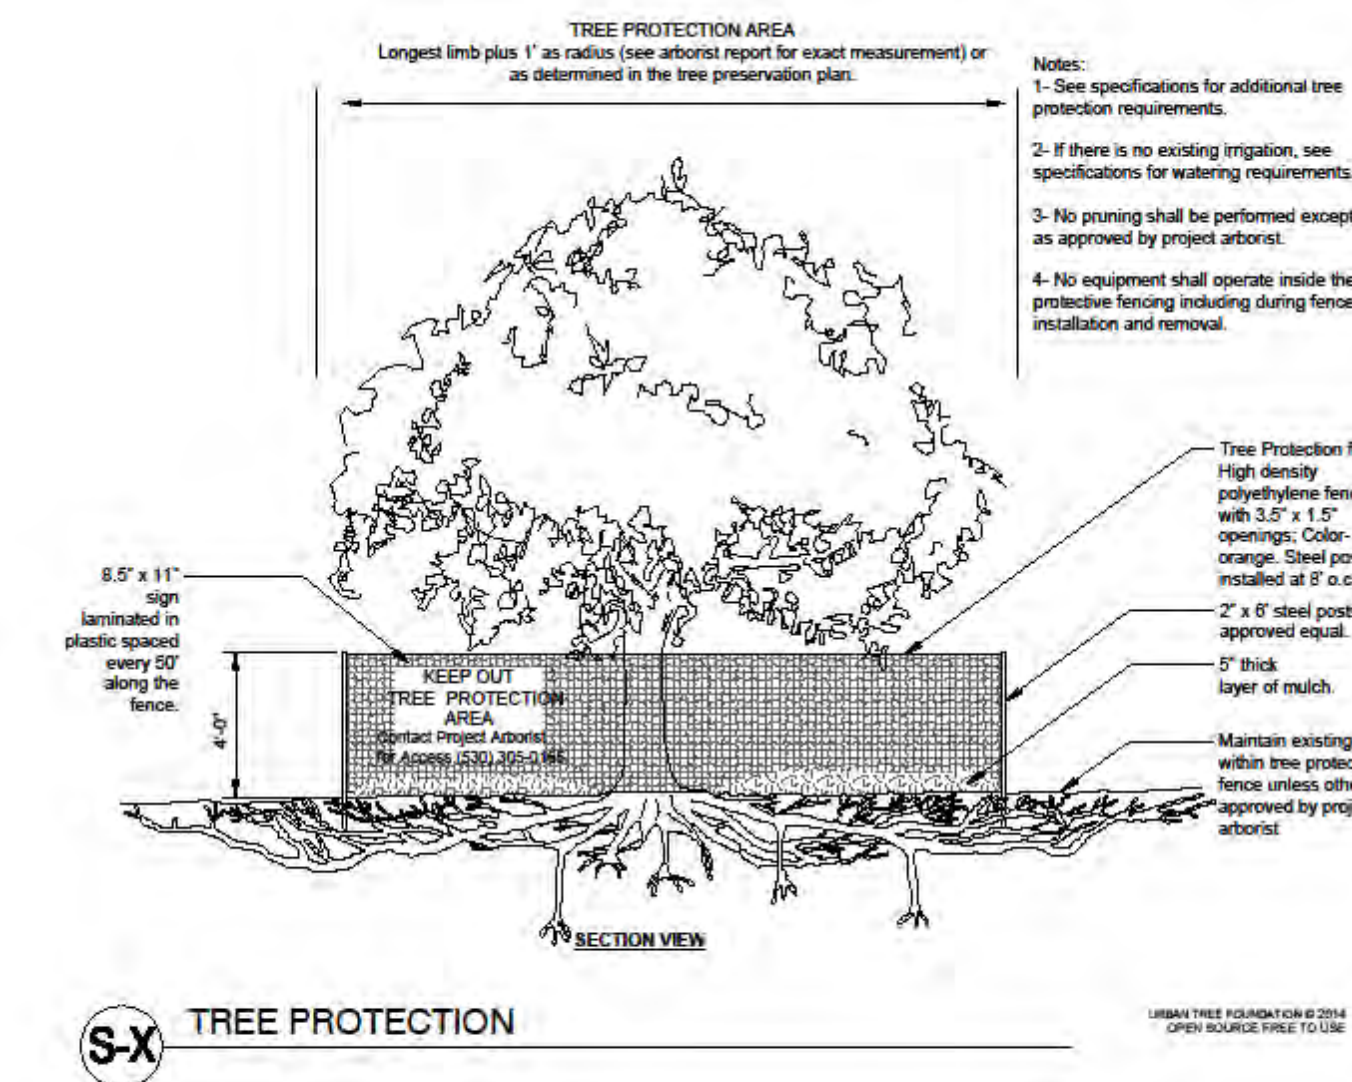 TREE PROTECTION AREA
Longest limb plus 1' as radius (see arborist report for exact measurement) or
as determined in the tree preservation plan.
Notes:
1- See specifications for additional tree
protection requirements.
2- If there is no existing irrigation, see
specifications for watering requirements.
3- No pruning shall be performed except
as approved by project arborist.
4- No equipment shall operate inside the
protective fencing including during fence
installation and removal.
Tree Protection f
High density
polyethylene fenc
with 3.5" x 1.5"
openings; Color-
orange. Steel pos
installed at 8' o.c
2" x 6' steel posts
approved equal.
5" thick
layer of mulch.
Maintain existing
within tree protec
fence unless othe
approved by proj
arborist
8.5" x 11"
sign
laminated in
plastic spaced
every 50'
along the
fence.
4'-0"
KEEP OUT
TREE PROTECTION
AREA
Contact Project Arborist
for Access (530) 305-0165
SECTION VIEW
S-X
TREE PROTECTION
URBAN TREE FOUNDATION © 2014
OPEN SOURCE FREE TO USE